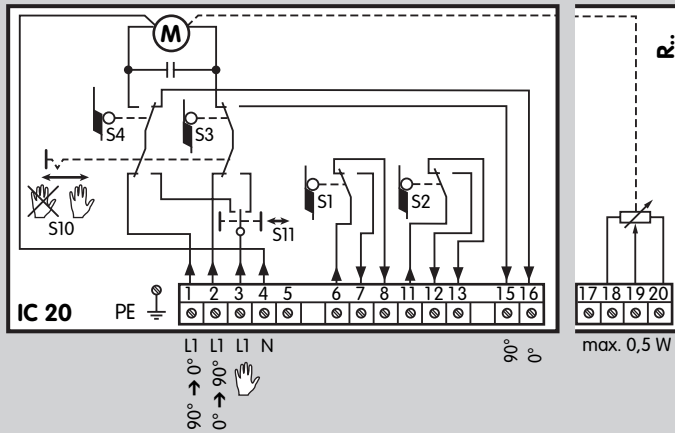 M
R..
S4
S3
S1
S2
S10
S11
IC 20
PE
1 2 3 4 5 6 7 8 11 12 13 15 16
17 18 19 20
L1 L1 L1 N
90° → 0°
0° → 90°
90°
0°
max. 0,5 W